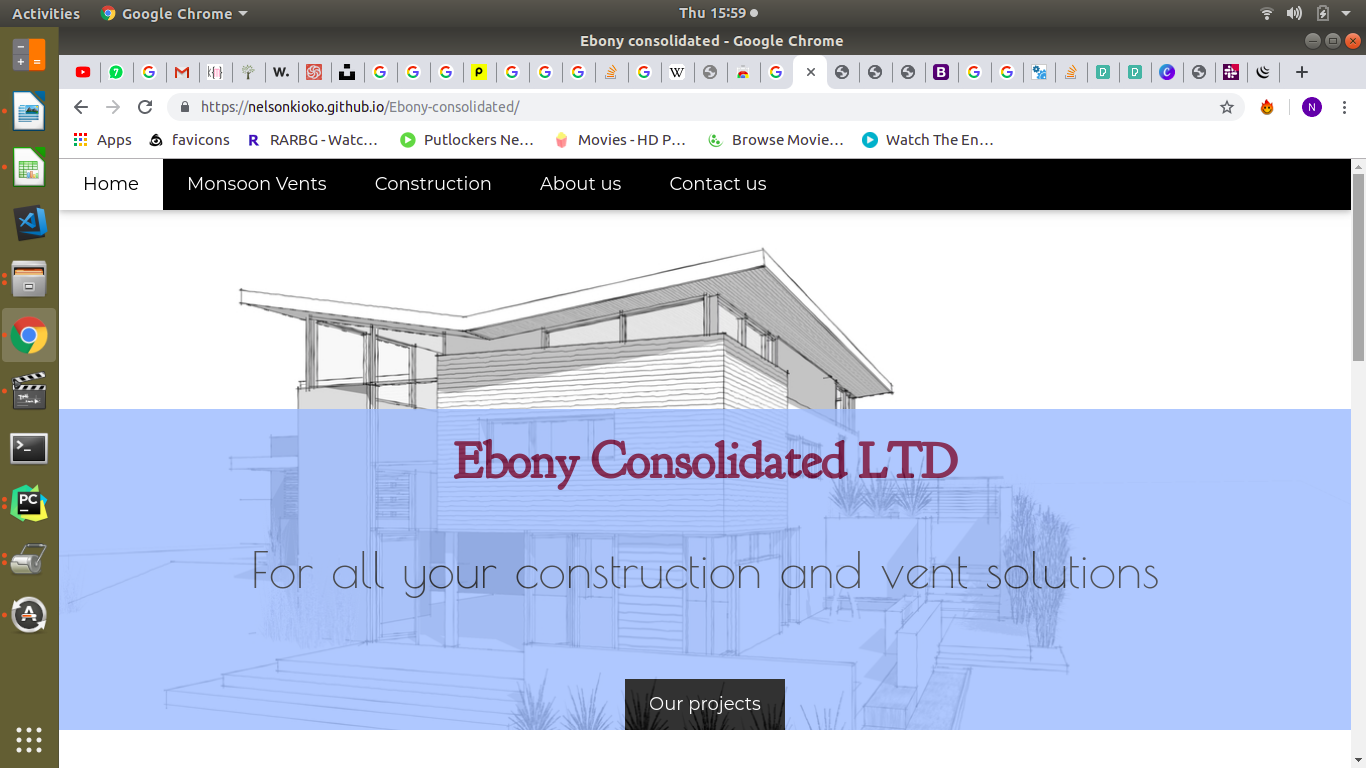 Activities Google Chrome Thu 15:59
Ebony consolidated - Google Chrome
https://nelsonkioko.github.io/Ebony-consolidated/ N
Apps favicons R RARBG - Watc... Putlockers Ne... Movies - HD P... Browse Movie... Watch The En...
Home Monsoon Vents Construction About us Contact us
Ebony Consolidated LTD
For all your construction and vent solutions
Our projects